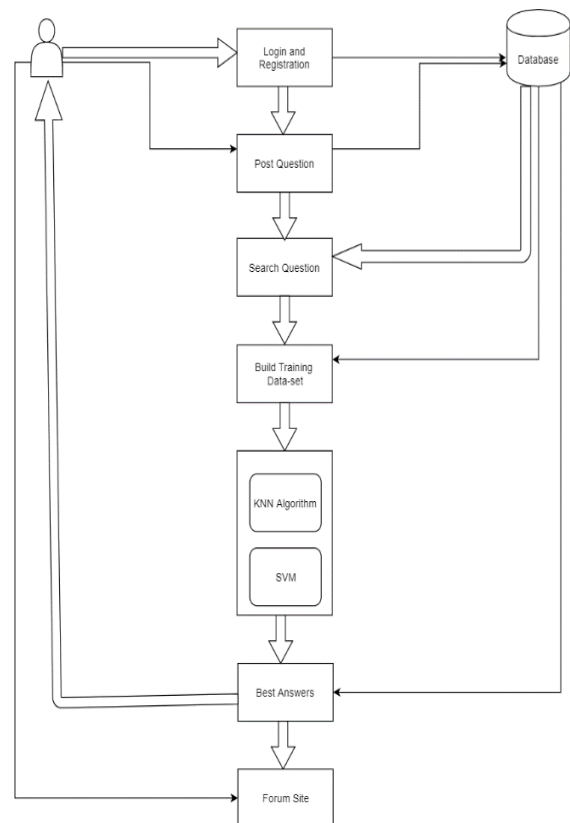 Login and
Registration
Database
Post Question
Search Question
Build Training
Data-set
KNN Algorithm
SVM
Best Answers
Forum Site